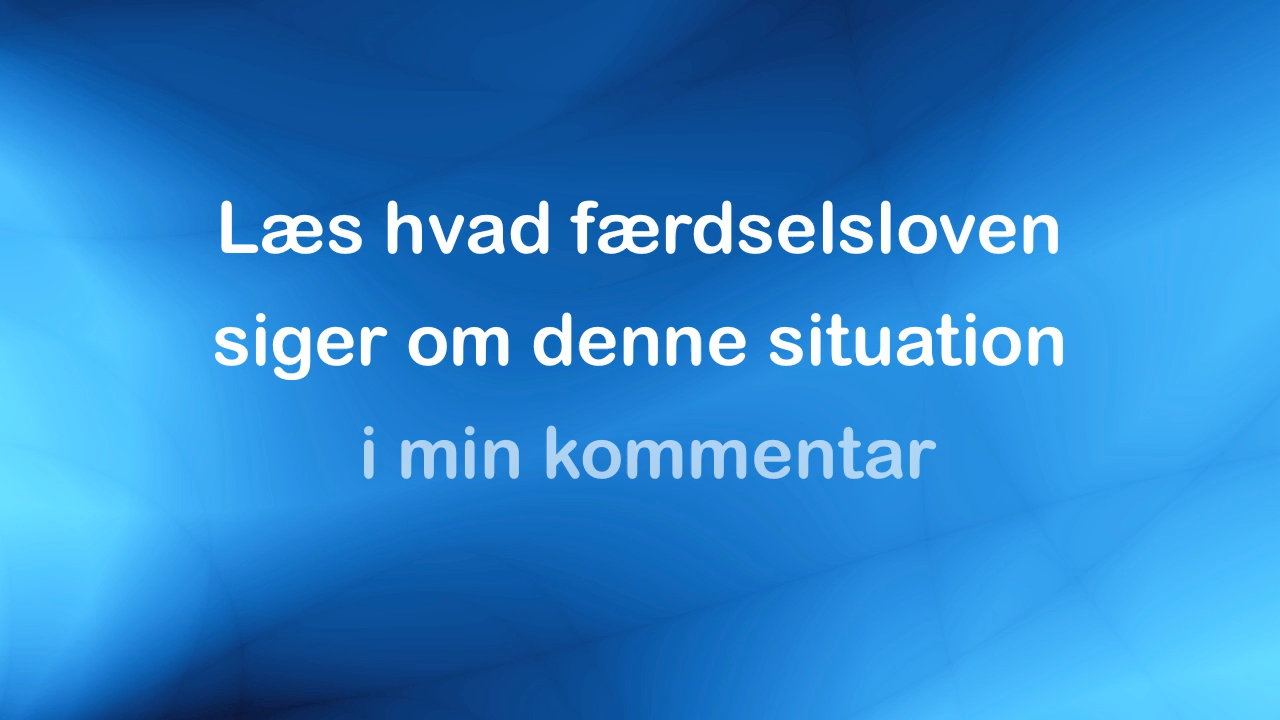 Læs hvad færdselsloven
siger om denne situation
i min kommentar